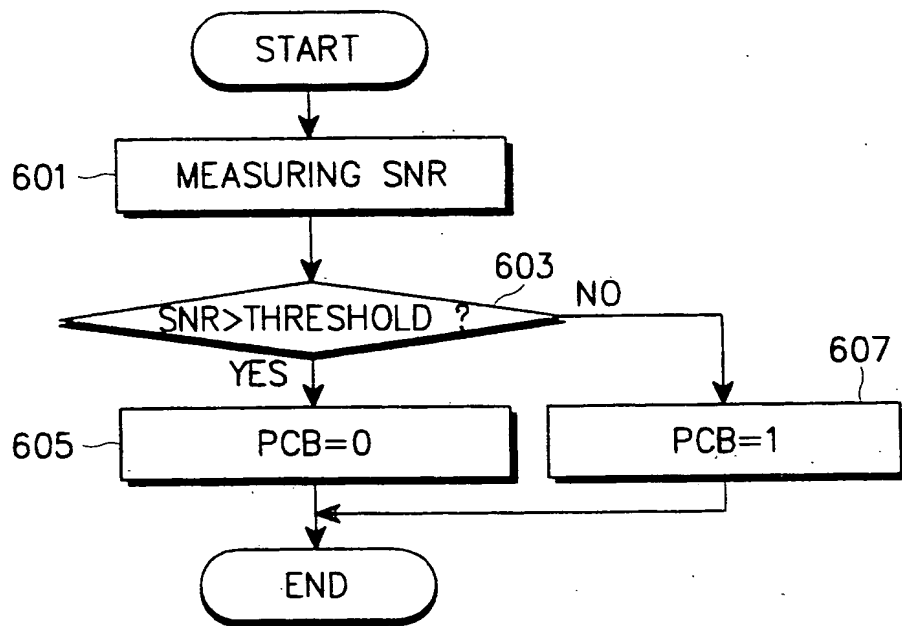 START
601
MEASURING SNR
603
SNR>THRESHOLD ?
NO
YES
607
605
PCB=0
PCB=1
END